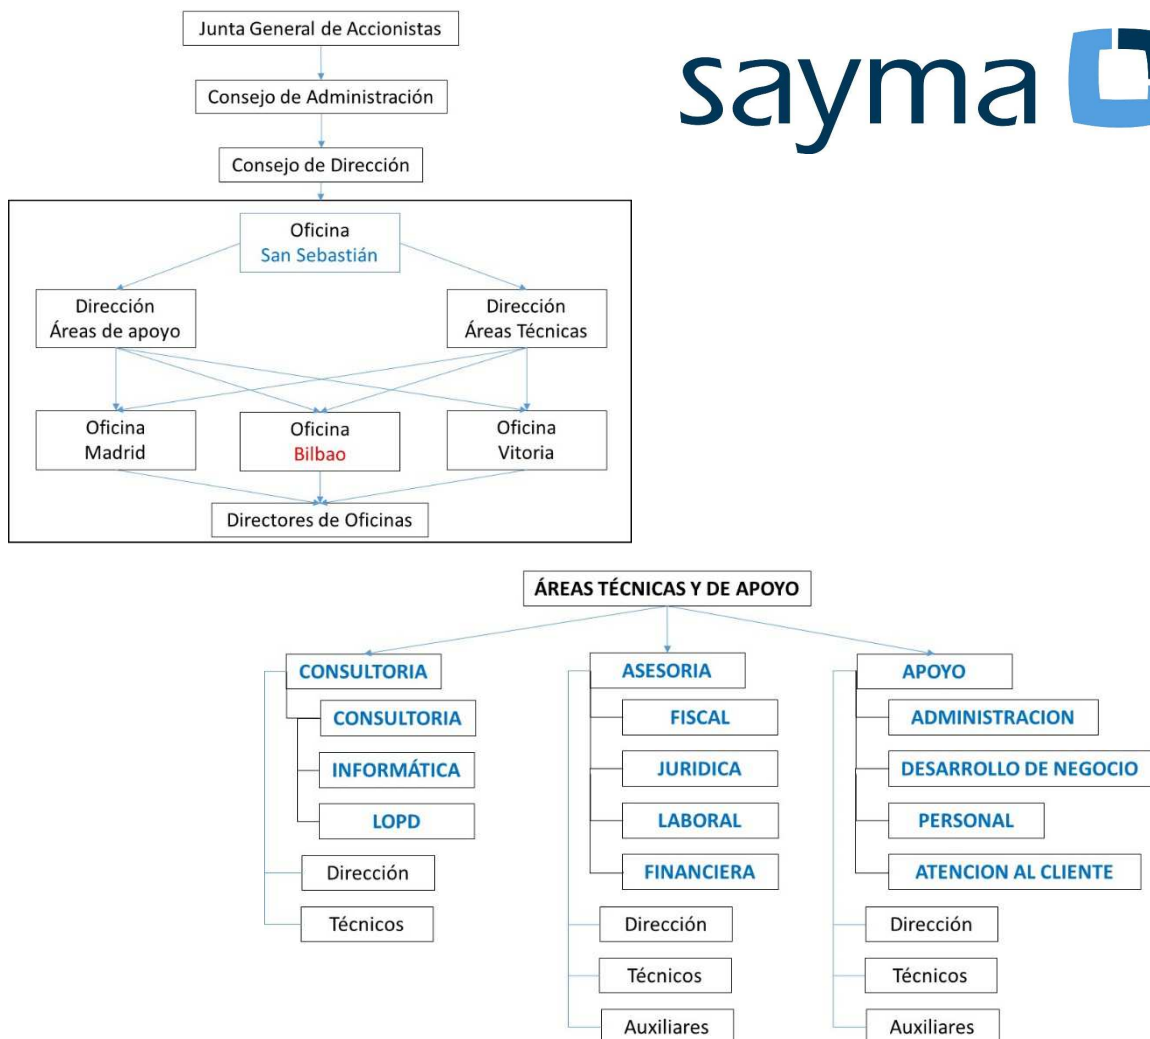 Junta General de Accionistas
sayma
Consejo de Administración
Consejo de Dirección
Oficina
San Sebastián
Dirección
Áreas de apoyo
Dirección
Áreas Técnicas
Oficina
Madrid
Oficina
Bilbao
Oficina
Vitoria
Directores de Oficinas
ÁREAS TÉCNICAS Y DE APOYO
CONSULTORIA
CONSULTORIA
INFORMÁTICA
LOPD
Dirección
Técnicos
ASESORIA
FISCAL
JURIDICA
LABORAL
FINANCIERA
Dirección
Técnicos
Auxiliares
APOYO
ADMINISTRACION
DESARROLLO DE NEGOCIO
PERSONAL
ATENCION AL CLIENTE
Dirección
Técnicos
Auxiliares